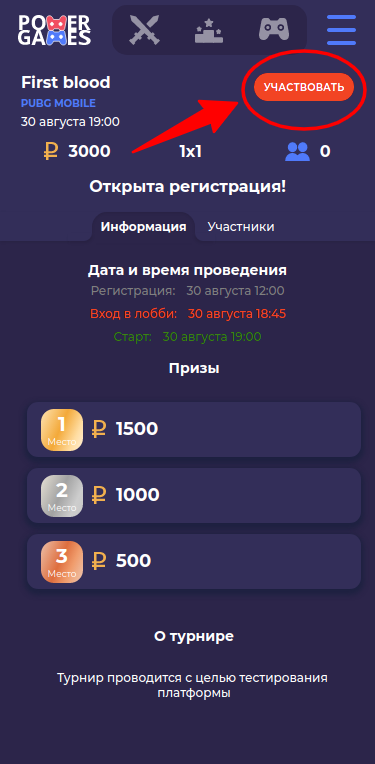 POWER
GAMES
First blood
УЧАСТВОВАТЬ
PUBG MOBILE
30 августа 19:00
₽ 3000 1x1 0
Открыта регистрация!
Информация Участники
Дата и время проведения
Регистрация: 30 августа 12:00
Вход в лобби: 30 августа 18:45
Старт: 30 августа 19:00
Призы
1
Место
₽ 1500
2
Место
₽ 1000
3
Место
₽ 500
О турнире
Турнир проводится с целью тестирования
платформы